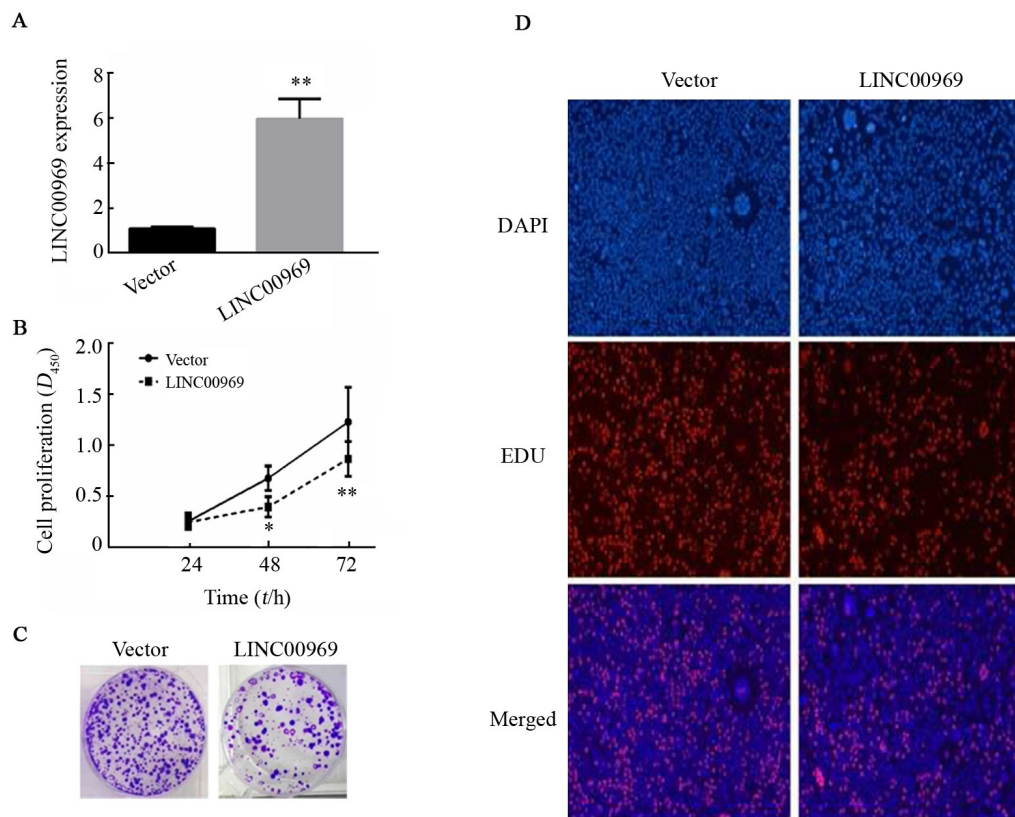 A
LINC00969 expression
8
6
4
2
0
**
Vector
LINC00969
B
Cell proliferation (D450)
2.0
1.5
1.0
0.5
0
Vector
LINC00969
*
**
24 48 72
Time (t/h)
C
Vector LINC00969
D
Vector LINC00969
DAPI
EDU
Merged